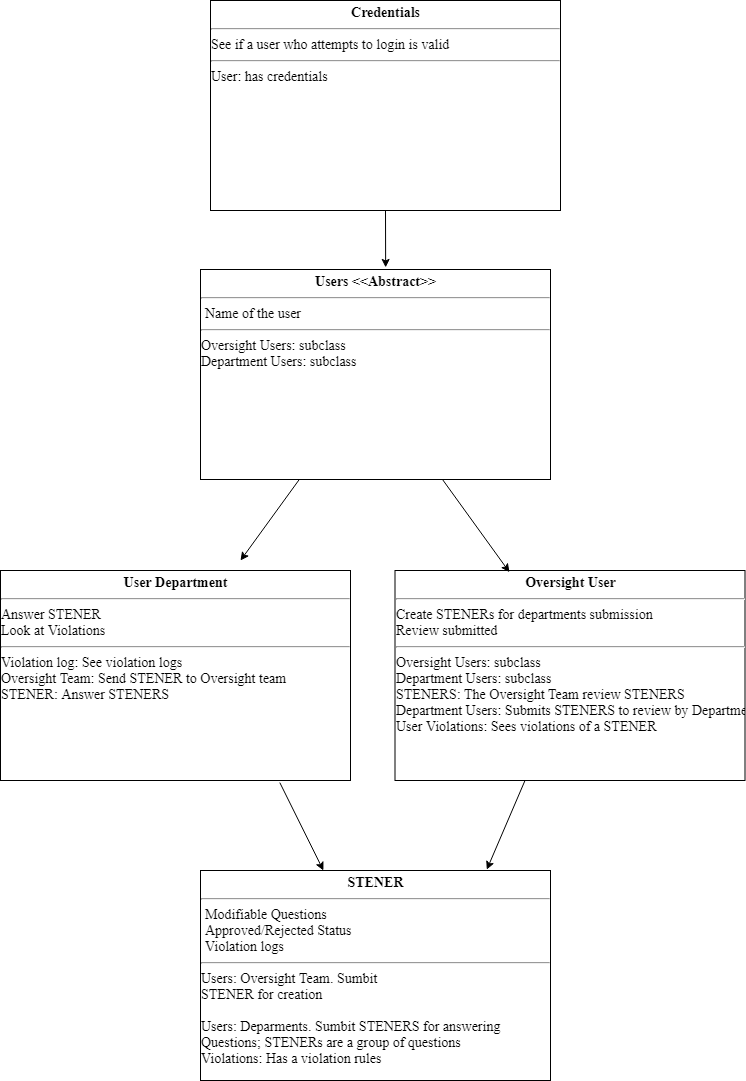 Credentials
See if a user who attempts to login is valid
User: has credentials
Users <<Abstract>>
Name of the user
Oversight Users: subclass
Department Users: subclass
User Department
Answer STENER
Look at Violations
Violation log: See violation logs
Oversight Team: Send STENER to Oversight team
STENER: Answer STENERS
Oversight User
Create STENERs for departments submission
Review submitted
Oversight Users: subclass
Department Users: subclass
STENERS: The Oversight Team review STENERS
Department Users: Submits STENERS to review by Departme
User Violations: Sees violations of a STENER
STENER
Modifiable Questions
Approved/Rejected Status
Violation logs
Users: Oversight Team. Sumbit
STENER for creation
Users: Deparments. Sumbit STENERS for answering
Questions; STENERs are a group of questions
Violations: Has a violation rules